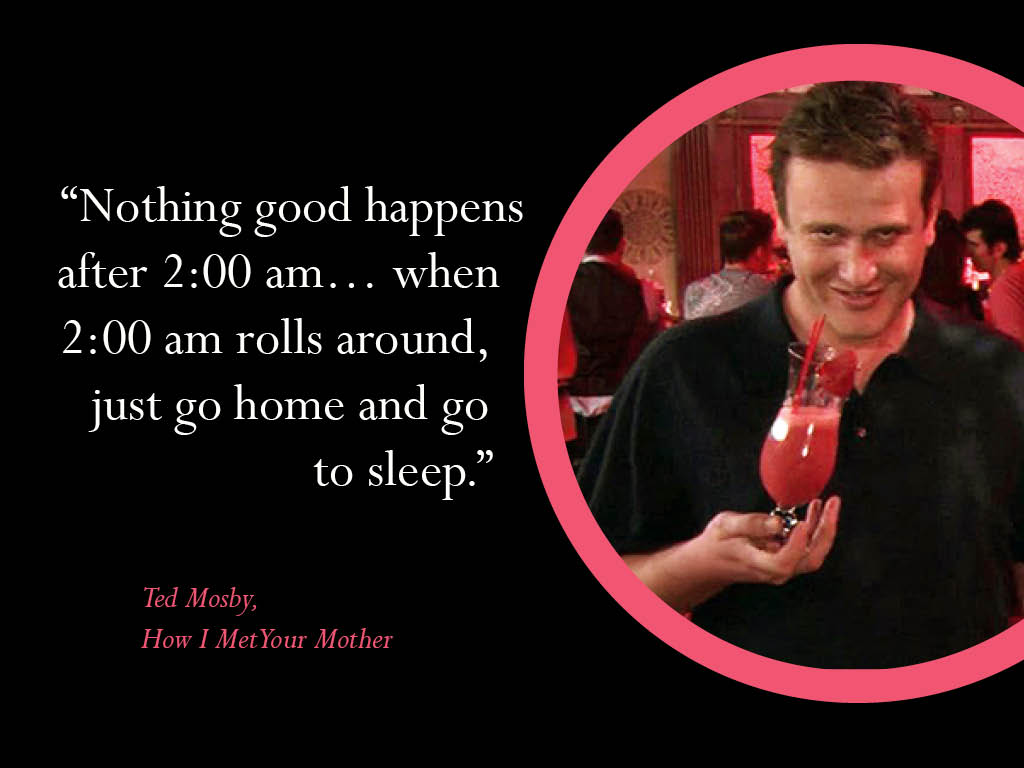 “Nothing good happens
after 2:00 am… when
2:00 am rolls around,
just go home and go
to sleep.”
Ted Mosby,
How I MetYour Mother